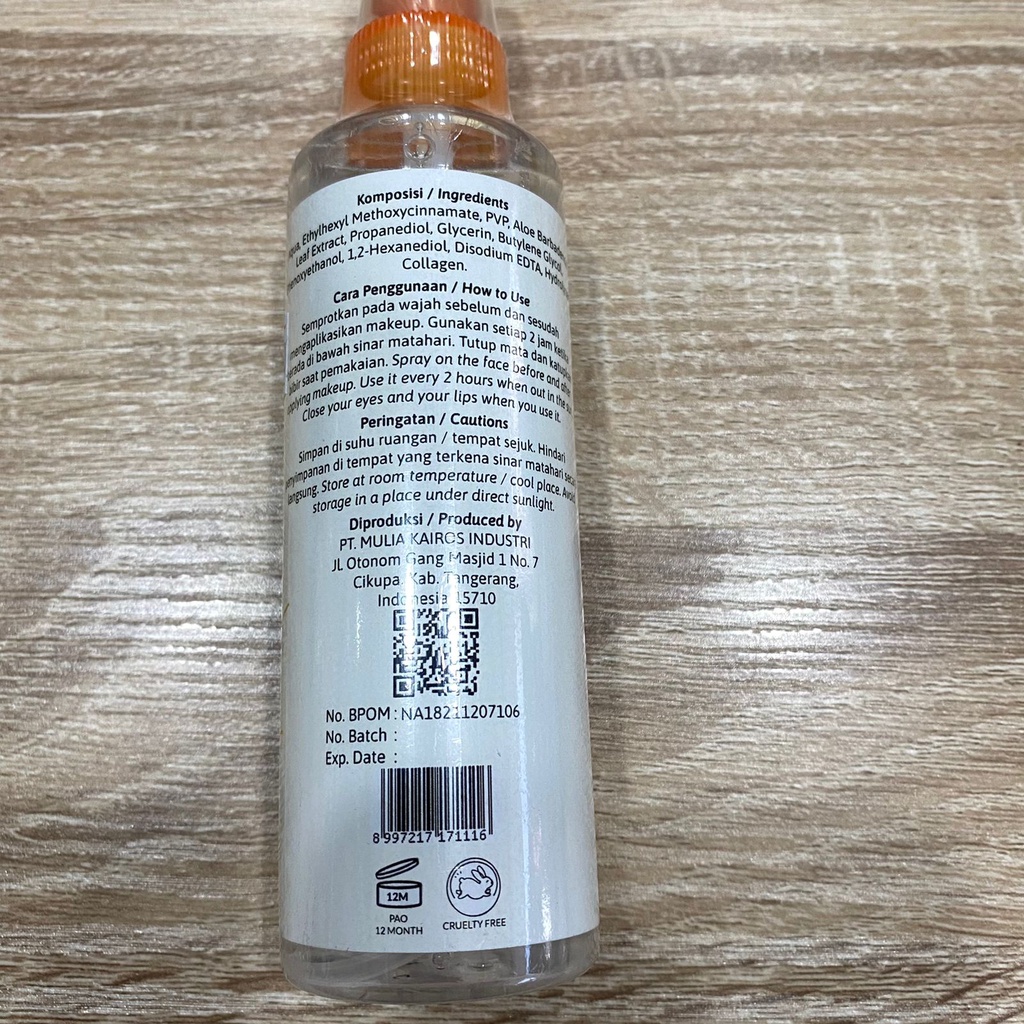 Komposisi / Ingredients
Ethylhexyl Methoxycinnamate, PVP, Aloe
Leaf Extract, Propanediol, Glycerin, Butylene Glycol,
1,2-Hexanediol, Disodium EDTA,
Collagen.
Cara Penggunaan / How to Use
Semprotkan pada wajah sebelum dan sesudah
mengaplikasikan makeup. Gunakan setiap 2 jam
di bawah sinar matahari. Tutup mata dan
saat pemakaian. Spray on the face before and
applying makeup. Use it every 2 hours when out in the
Close your eyes and your lips when you use it.
Peringatan / Cautions
Simpan di suhu ruangan / tempat sejuk. Hindari
di tempat yang terkena sinar matahari
langsung. Store at room temperature / cool place. Avoid
storage in a place under direct sunlight.
Diproduksi / Produced by
PT. MULIA KAIROS INDUSTRI
JL Otonom Gang Masjid 1 No. 7
Cikupa, Kab. Tangerang,
Indonesia 15710
No. BPOM : NA18211207106
No. Batch :
Exp. Date :
8 997217 171116
12M
PAO
12 MONTH
CRUELTY FREE